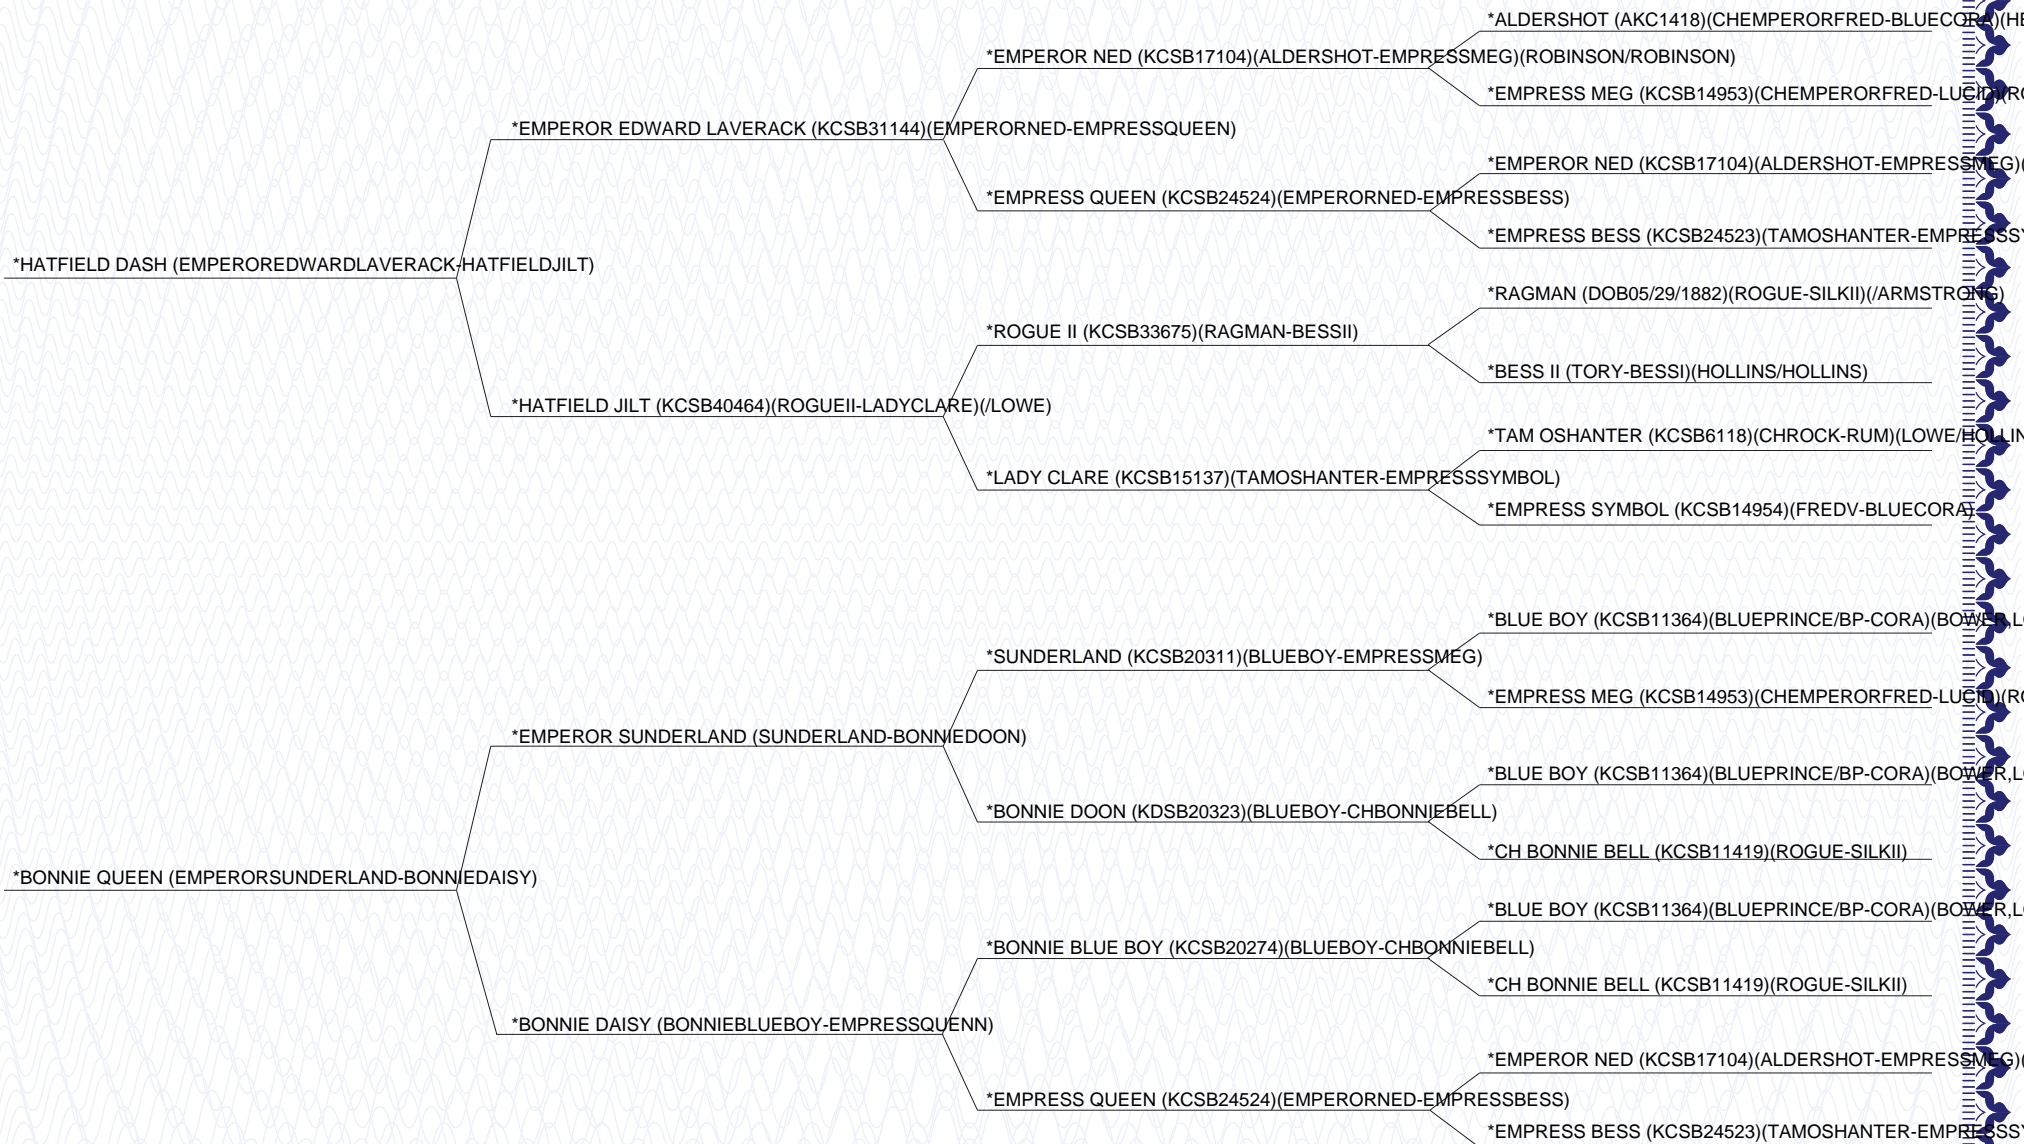 *ALDERSHOT (AKC1418)(CHEMPERORFRED-BLUECORA)(HE
*EMPEROR NED (KCSB17104)(ALDERSHOT-EMPRESSMEG)(ROBINSON/ROBINSON)
*EMPRESS MEG (KCSB14953)(CHEMPERORFRED-LUCID)(RO
*EMPEROR EDWARD LAVERACK (KCSB31144)(EMPERORNED-EMPRESSQUEEN)
*EMPEROR NED (KCSB17104)(ALDERSHOT-EMPRESSMEG)(
*EMPRESS QUEEN (KCSB24524)(EMPERORNED-EMPRESSBESS)
*EMPRESS BESS (KCSB24523)(TAMOSHANTER-EMPRESSSY
*HATFIELD DASH (EMPEROREDWARDLAVERACK-HATFIELDJILT)
*RAGMAN (DOB05/29/1882)(ROGUE-SILKII)(/ARMSTRONG)
*ROGUE II (KCSB33675)(RAGMAN-BESSII)
*BESS II (TORY-BESSI)(HOLLINS/HOLLINS)
*HATFIELD JILT (KCSB40464)(ROGUEII-LADYCLARE)(/LOWE)
*TAM OSHANTER (KCSB6118)(CHROCK-RUM)(LOWE/HOLLIN
*LADY CLARE (KCSB15137)(TAMOSHANTER-EMPRESSSYMBOL)
*EMPRESS SYMBOL (KCSB14954)(FREDV-BLUECORA)
*BLUE BOY (KCSB11364)(BLUEPRINCE/BP-CORA)(BOWER,LO
*SUNDERLAND (KCSB20311)(BLUEBOY-EMPRESSMEG)
*EMPRESS MEG (KCSB14953)(CHEMPERORFRED-LUCID)(RO
*EMPEROR SUNDERLAND (SUNDERLAND-BONNIEDOON)
*BLUE BOY (KCSB11364)(BLUEPRINCE/BP-CORA)(BOWER,LO
*BONNIE DOON (KDSB20323)(BLUEBOY-CHBONNIEBELL)
*CH BONNIE BELL (KCSB11419)(ROGUE-SILKII)
*BONNIE QUEEN (EMPERORSUNDERLAND-BONNIEDAISY)
*BLUE BOY (KCSB11364)(BLUEPRINCE/BP-CORA)(BOWER,LO
*BONNIE BLUE BOY (KCSB20274)(BLUEBOY-CHBONNIEBELL)
*CH BONNIE BELL (KCSB11419)(ROGUE-SILKII)
*BONNIE DAISY (BONNIEBLUEBOY-EMPRESSQUENN)
*EMPEROR NED (KCSB17104)(ALDERSHOT-EMPRESSMEG)(
*EMPRESS QUEEN (KCSB24524)(EMPERORNED-EMPRESSBESS)
*EMPRESS BESS (KCSB24523)(TAMOSHANTER-EMPRESSSY